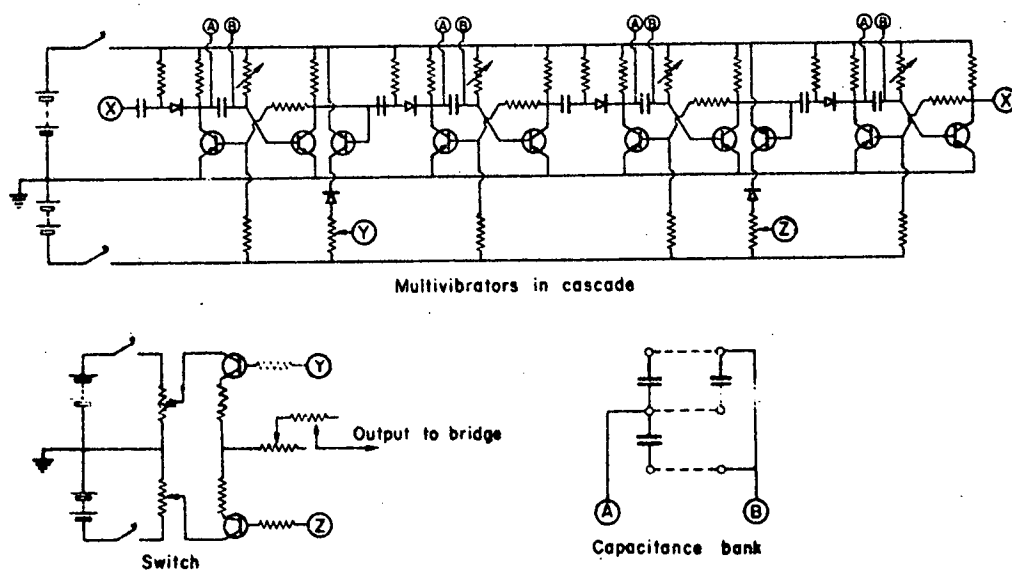 A B A B A B A B
X X
Y Z
Multivibrators in cascade
Y
Output to bridge
Z
Switch
A B
Capacitance bank